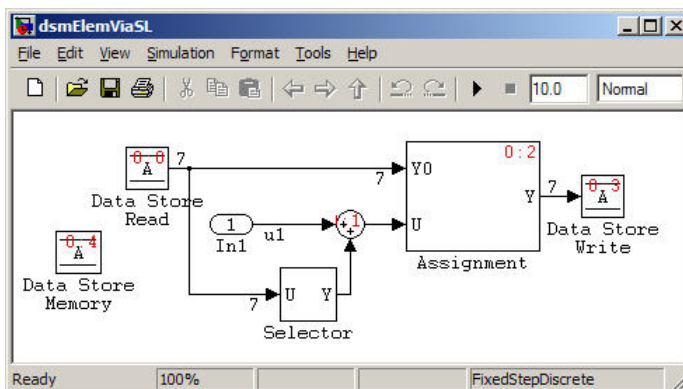 dsmElemViaSL
File Edit View Simulation Format Tools Help
10.0 Normal
0:0
A
7
Data Store
Read
0:4
A
Data Store
Memory
1
In1
u1
1
++
7
U Y
Selector
7
Y0
0:2
Y
U
Assignment
7
0:3
A
Data Store
Write
Ready 100% FixedStepDiscrete